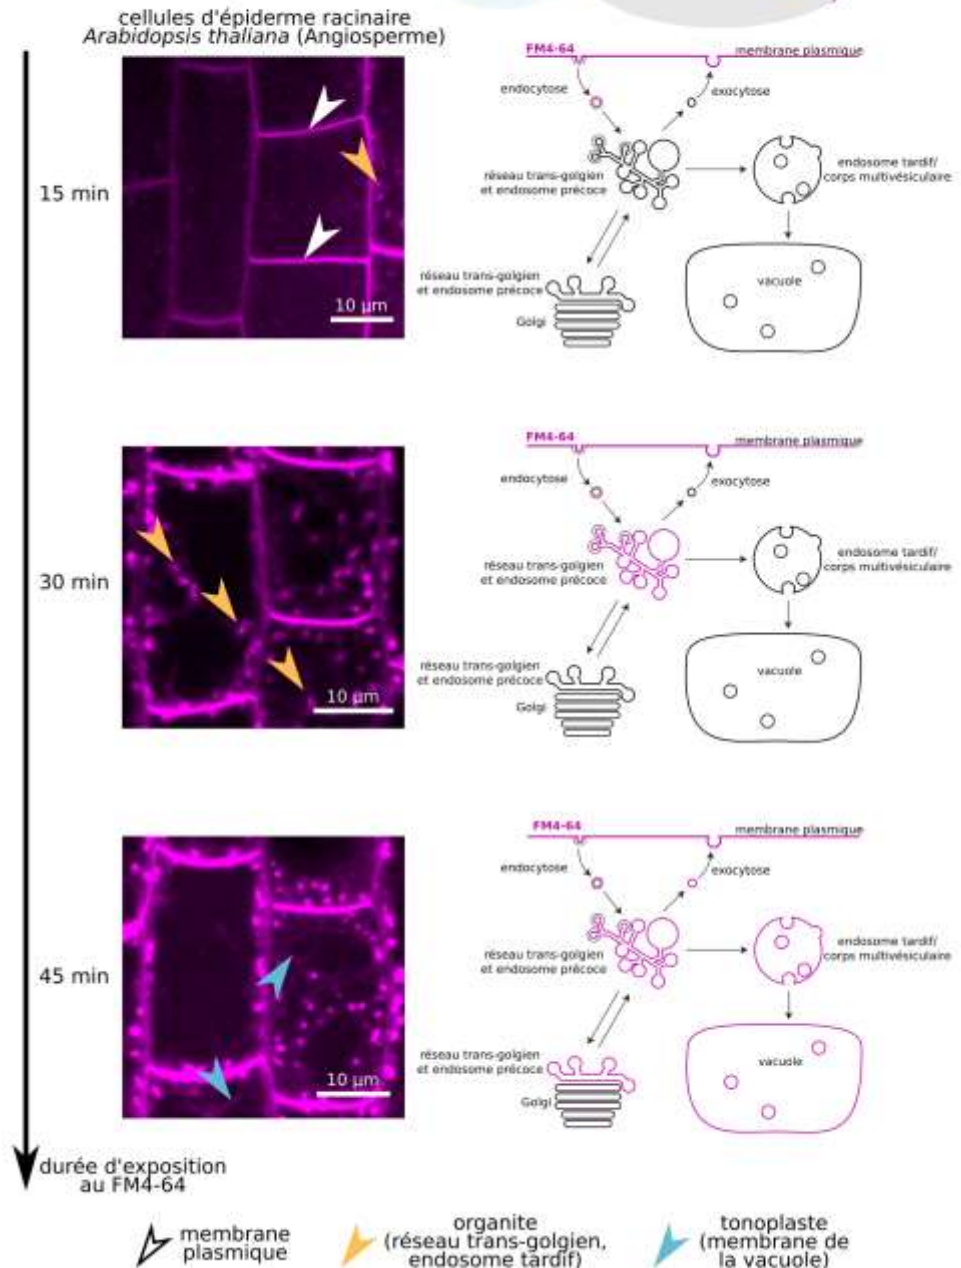 cellules d'épiderme racinaire
Arabidopsis thaliana (Angiosperme)
15 min
10 µm
FM4-64
membrane plasmique
endocytose
exocytose
réseau trans-golgien
et endosome précoce
endosome tardif/
corps multivésiculaire
réseau trans-golgien
et endosome précoce
Golgi
vacuole
30 min
10 µm
FM4-64
membrane plasmique
endocytose
exocytose
réseau trans-golgien
et endosome précoce
endosome tardif/
corps multivésiculaire
réseau trans-golgien
et endosome précoce
Golgi
vacuole
45 min
10 µm
FM4-64
membrane plasmique
endocytose
exocytose
réseau trans-golgien
et endosome précoce
endosome tardif/
corps multivésiculaire
réseau trans-golgien
et endosome précoce
Golgi
vacuole
durée d'exposition
au FM4-64
membrane
plasmique
organite
(réseau trans-golgien,
endosome tardif)
tonoplaste
(membrane de
la vacuole)